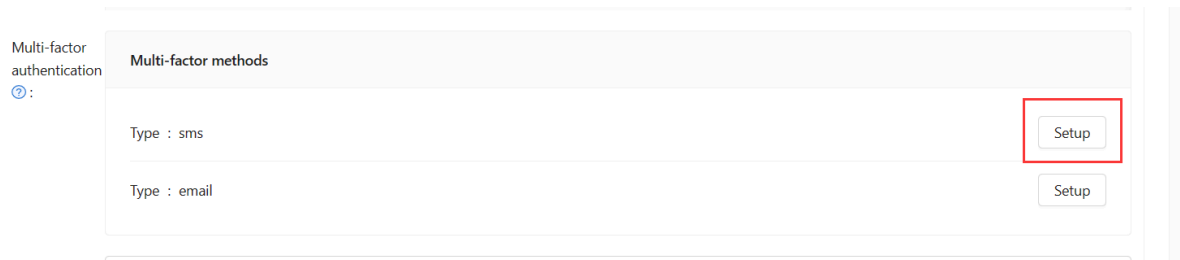 Multi-factor
authentication
? :
Multi-factor methods
Type : sms
Setup
Type : email
Setup